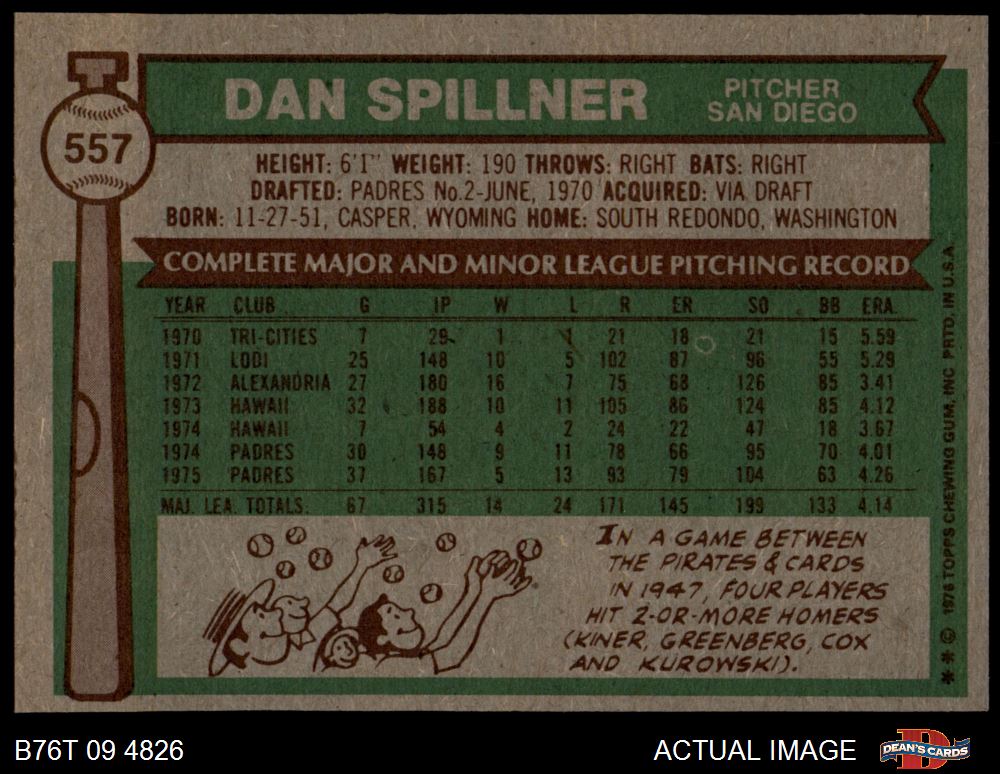 557
DAN SPILLNER
PITCHER
SAN DIEGO
HEIGHT: 6'1" WEIGHT: 190 THROWS: RIGHT BATS: RIGHT
DRAFTED: PADRES No.2-JUNE, 1970 ACQUIRED: VIA DRAFT
BORN: 11-27-51, CASPER, WYOMING HOME: SOUTH REDONDO, WASHINGTON
COMPLETE MAJOR AND MINOR LEAGUE PITCHING RECORD
YEAR CLUB G IP W L R ER SO BB ERA.
1970 TRI-CITIES 7 29 1 1 21 18 21 15 5.59
1971 LODI 25 148 10 5 102 87 96 55 5.29
1972 ALEXANDRIA 27 180 16 7 75 68 126 85 3.41
1973 HAWAII 32 188 10 11 105 86 124 85 4.12
1974 HAWAII 7 54 4 2 24 22 47 18 3.67
1974 PADRES 30 148 9 11 78 66 95 70 4.01
1975 PADRES 37 167 5 13 93 79 104 63 4.26
MAJ. LEA. TOTALS. 67 315 14 24 171 145 199 133 4.14
IN A GAME BETWEEN
THE PIRATES & CARDS
IN 1947, FOUR PLAYERS
HIT 2-OR-MORE HOMERS
(KINER, GREENBERG, COX
AND KUROWSKI).
* * © 1976 TOPPS CHEWING GUM, INC PRTD. IN U.S.A.
B76T 09 4826
ACTUAL IMAGE
DEAN'S CARDS